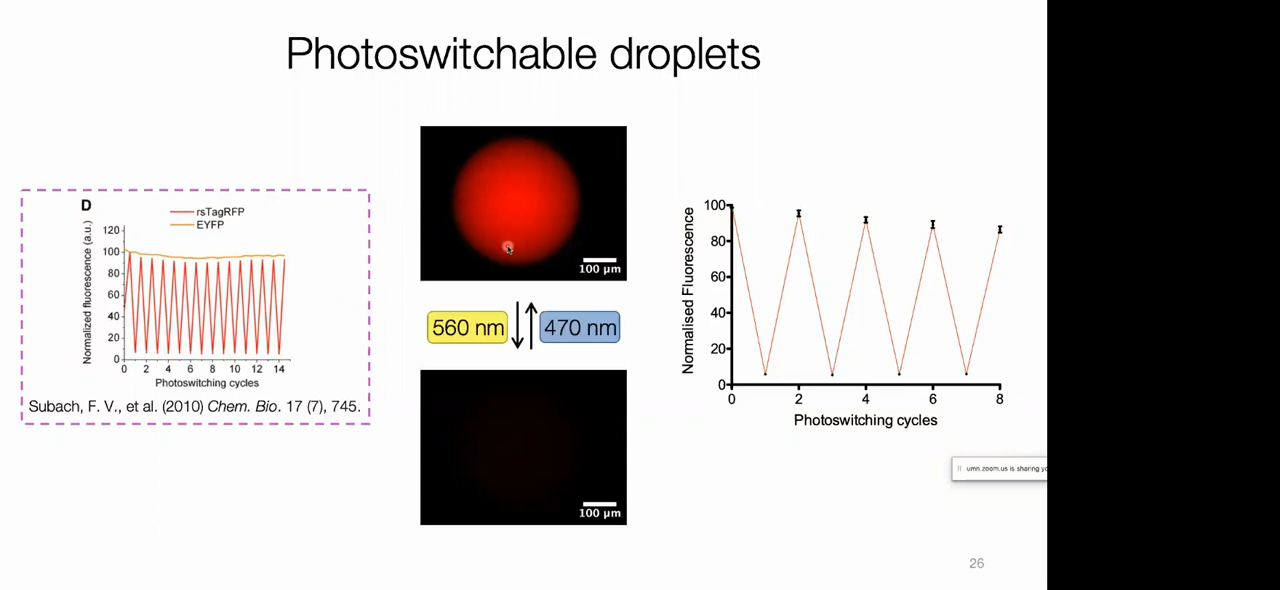 Photoswitchable droplets
D
rsTagRFP
EYFP
Normalized fluorescence (a.u.)
120
100
80
60
40
20
0
0 2 4 6 8 10 12 14
Photoswitching cycles
Subach, F. V., et al. (2010) Chem. Bio. 17 (7), 745.
100 µm
560 nm
470 nm
100 µm
Normalised Fluorescence
100
80
60
40
20
0
0 2 4 6 8
Photoswitching cycles
umn.zoom.us is sharing yo
26